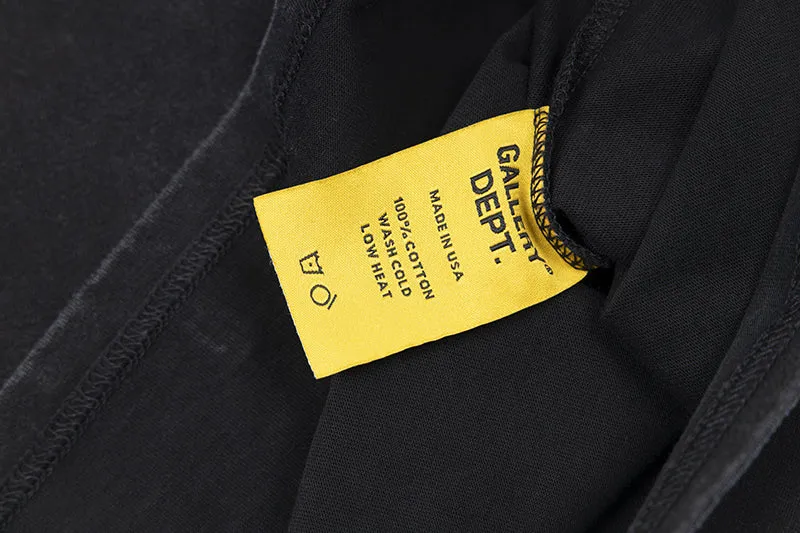 GALLERY®
DEPT.
MADE IN USA
100% COTTON
WASH COLD
LOW HEAT